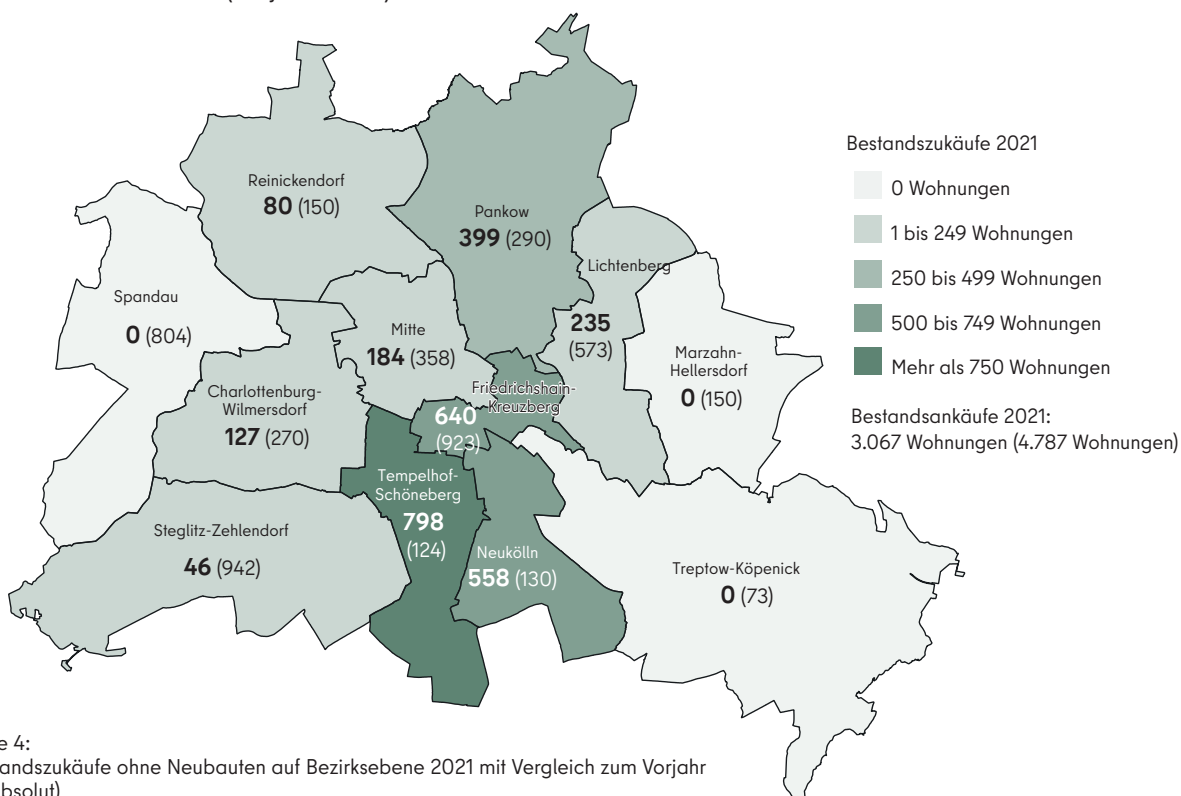 Reinickendorf
80 (150)
Pankow
399 (290)
Lichtenberg
235
(573)
Spandau
0 (804)
Mitte
184 (358)
Marzahn-
Hellersdorf
0 (150)
Charlottenburg-
Wilmersdorf
127 (270)
Friedrichshain-
Kreuzberg
640
(923)
Tempelhof-
Schöneberg
798
(124)
Steglitz-Zehlendorf
46 (942)
Neukölln
558 (130)
Treptow-Köpenick
0 (73)
Bestandszukäufe 2021
0 Wohnungen
1 bis 249 Wohnungen
250 bis 499 Wohnungen
500 bis 749 Wohnungen
Mehr als 750 Wohnungen
Bestandsankäufe 2021:
3.067 Wohnungen (4.787 Wohnungen)
e 4:
andszukäufe ohne Neubauten auf Bezirksebene 2021 mit Vergleich zum Vorjahr
bsolut)